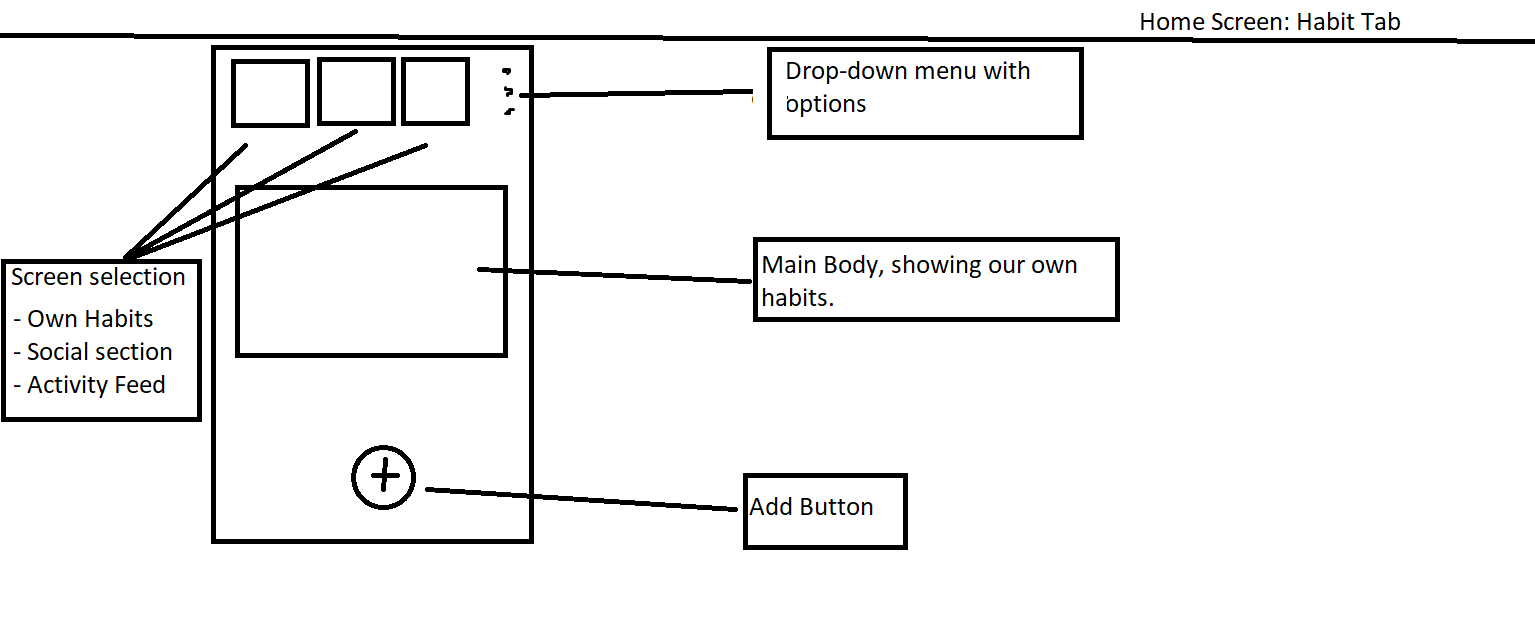 Home Screen: Habit Tab
Drop-down menu with
options
Screen selection
- Own Habits
- Social section
- Activity Feed
Main Body, showing our own
habits.
Add Button